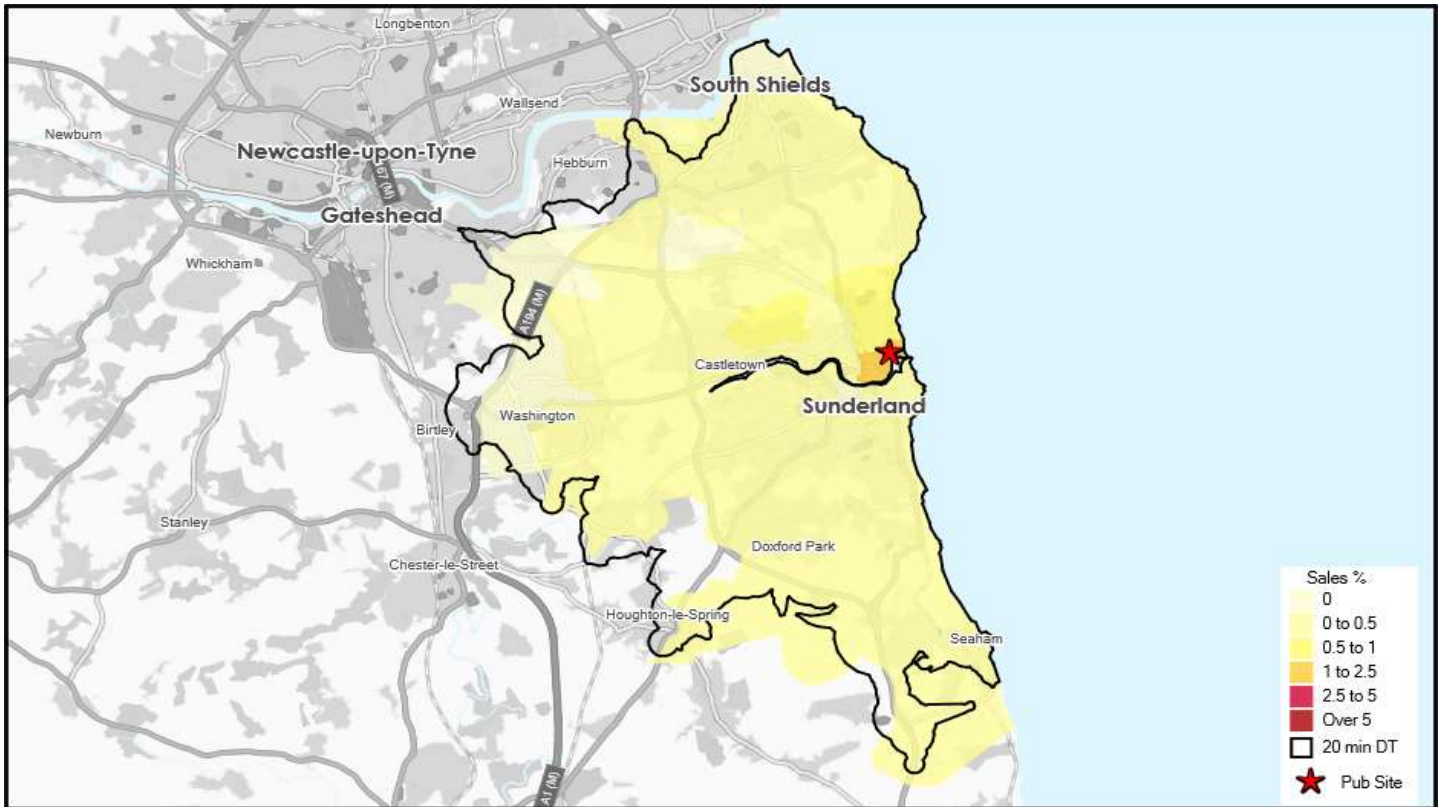 Longbenton
South Shields
Wallsend
Newburn
Newcastle-upon-Tyne
Hebburn
67 (M)
Gateshead
Whickham
A194 (M)
Castletown
Sunderland
Washington
Birtley
Stanley
Doxford Park
Chester-le-Street
Houghton-le-Spring
Seaham
A1 (M)
Sales %
0
0 to 0.5
0.5 to 1
1 to 2.5
2.5 to 5
Over 5
20 min DT
Pub Site